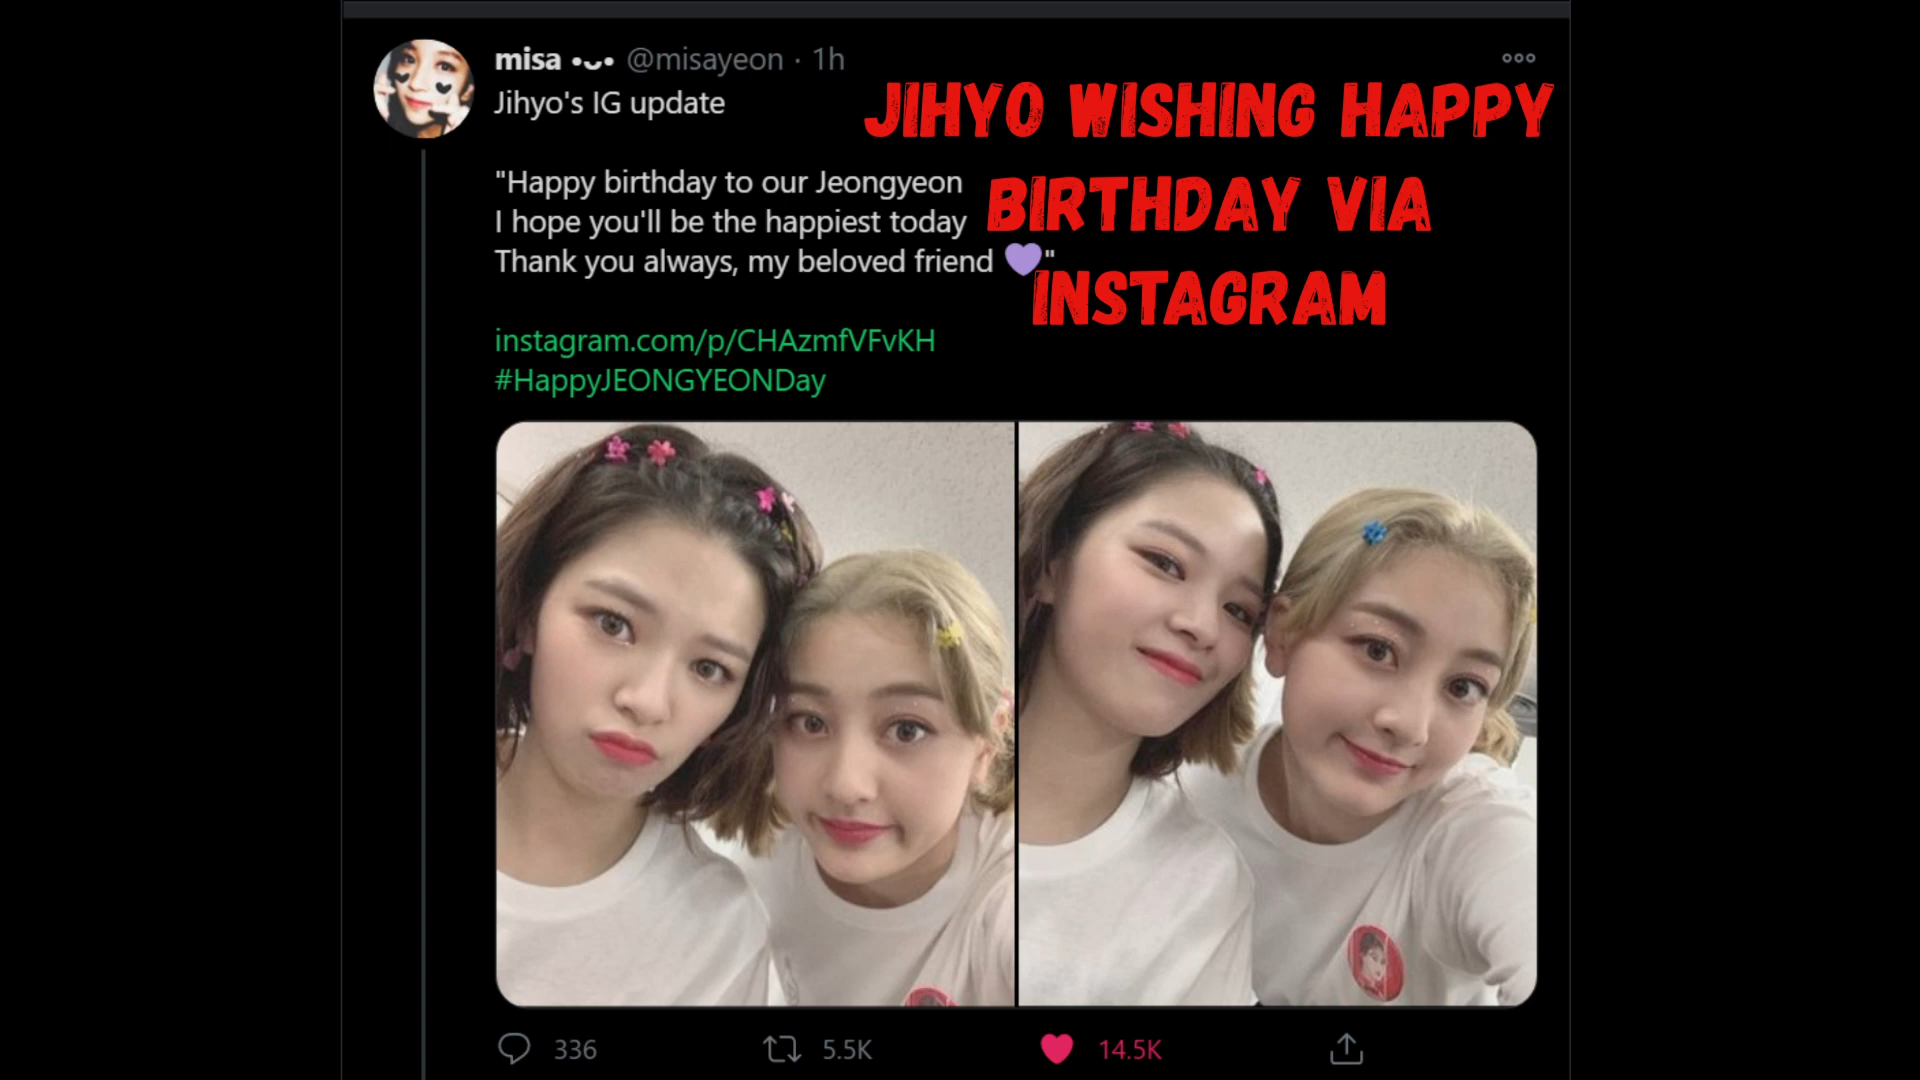 misa •ᴗ• @misayeon · 1h
Jihyo's IG update
JIHYO WISHING HAPPY
BIRTHDAY VIA
INSTAGRAM
"Happy birthday to our Jeongyeon
I hope you'll be the happiest today
Thank you always, my beloved friend 💜"
instagram.com/p/CHAzmfVFvKH
#HappyJEONGYEONDay
336 5.5K 14.5K